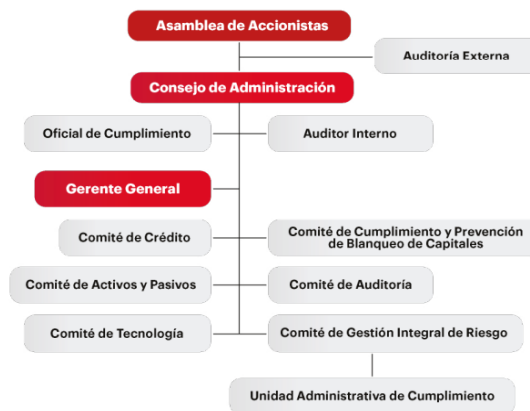 Asamblea de Accionistas
Auditoría Externa
Consejo de Administración
Oficial de Cumplimiento
Auditor Interno
Gerente General
Comité de Crédito
Comité de Cumplimiento y Prevención
de Blanqueo de Capitales
Comité de Activos y Pasivos
Comité de Auditoría
Comité de Tecnología
Comité de Gestión Integral de Riesgo
Unidad Administrativa de Cumplimiento